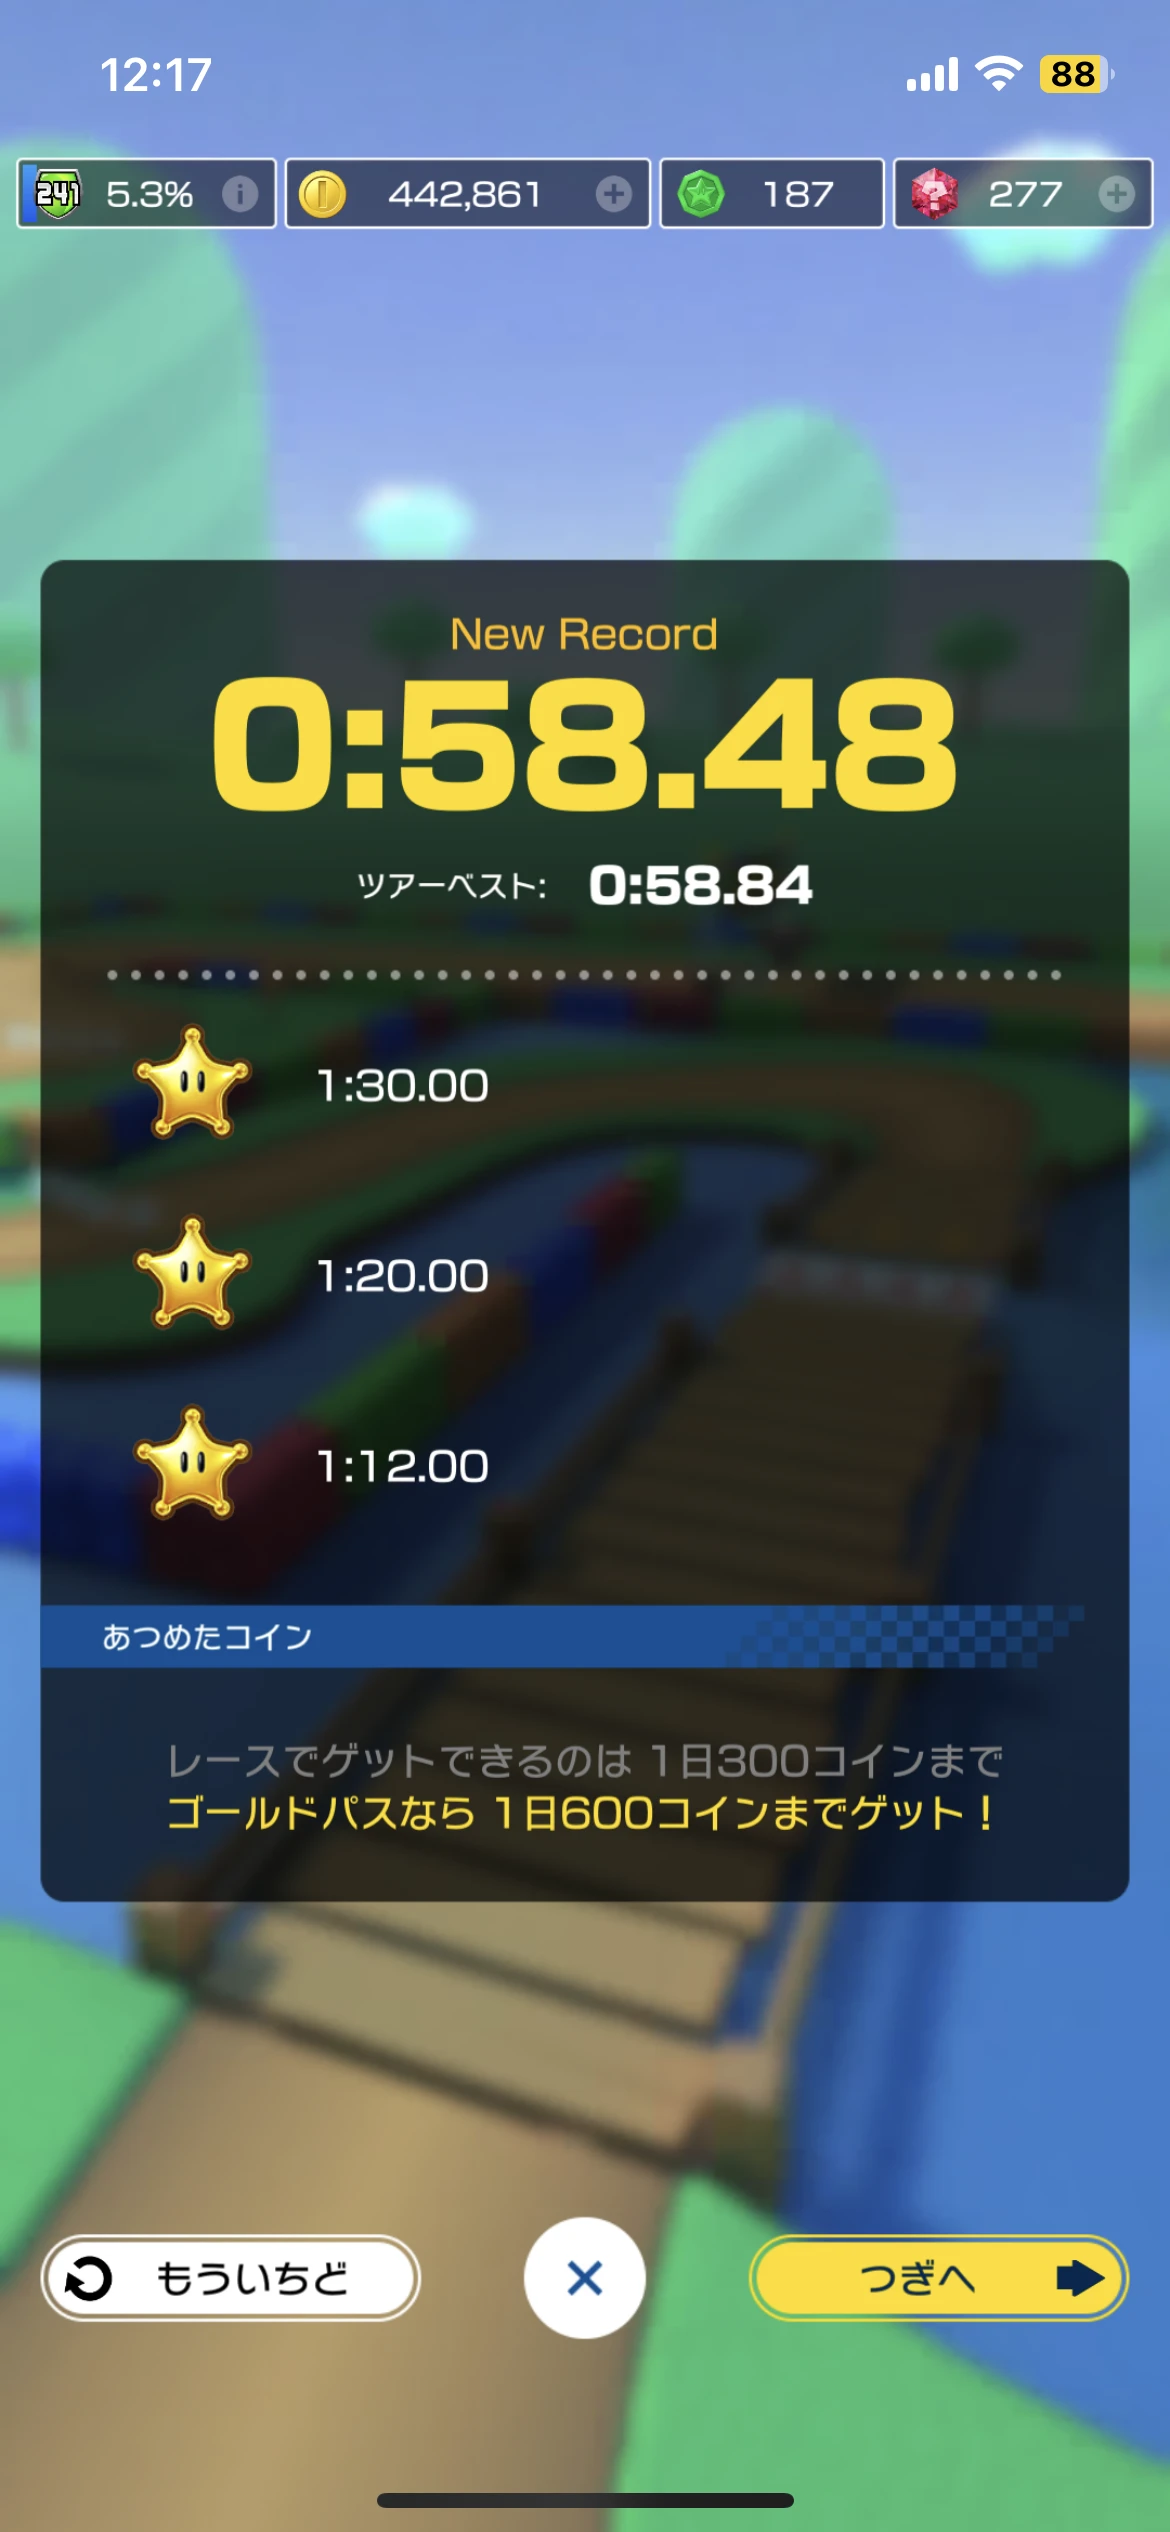 12:17
88
241 5.3% 442,861 187 277
New Record
0:58.48
ツアーベスト: 0:58.84
1:30.00
1:20.00
1:12.00
あつめたコイン
レースでゲットできるのは 1日300コインまで
ゴールドパスなら 1日600コインまでゲット！
もういちど
つぎへ